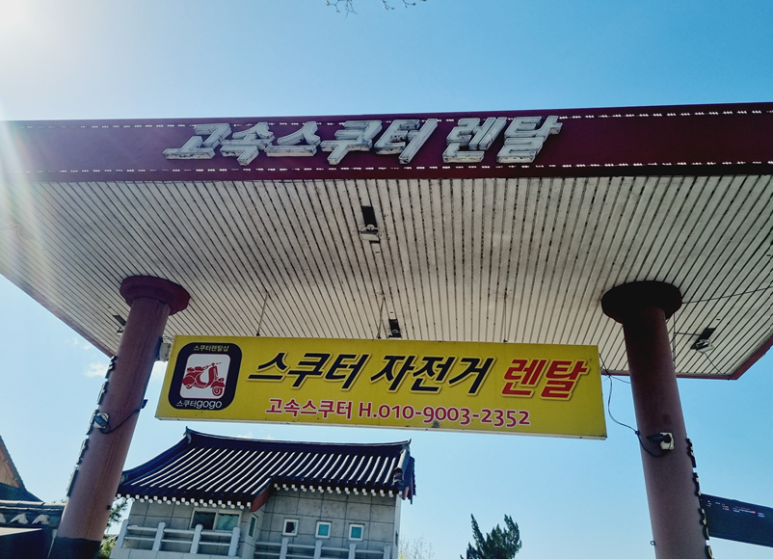 고속스쿠터 렌탈
스쿠터렌탈샵
스쿠터gogo
스쿠터 자전거 렌탈
고속스쿠터 H.010-9003-2352